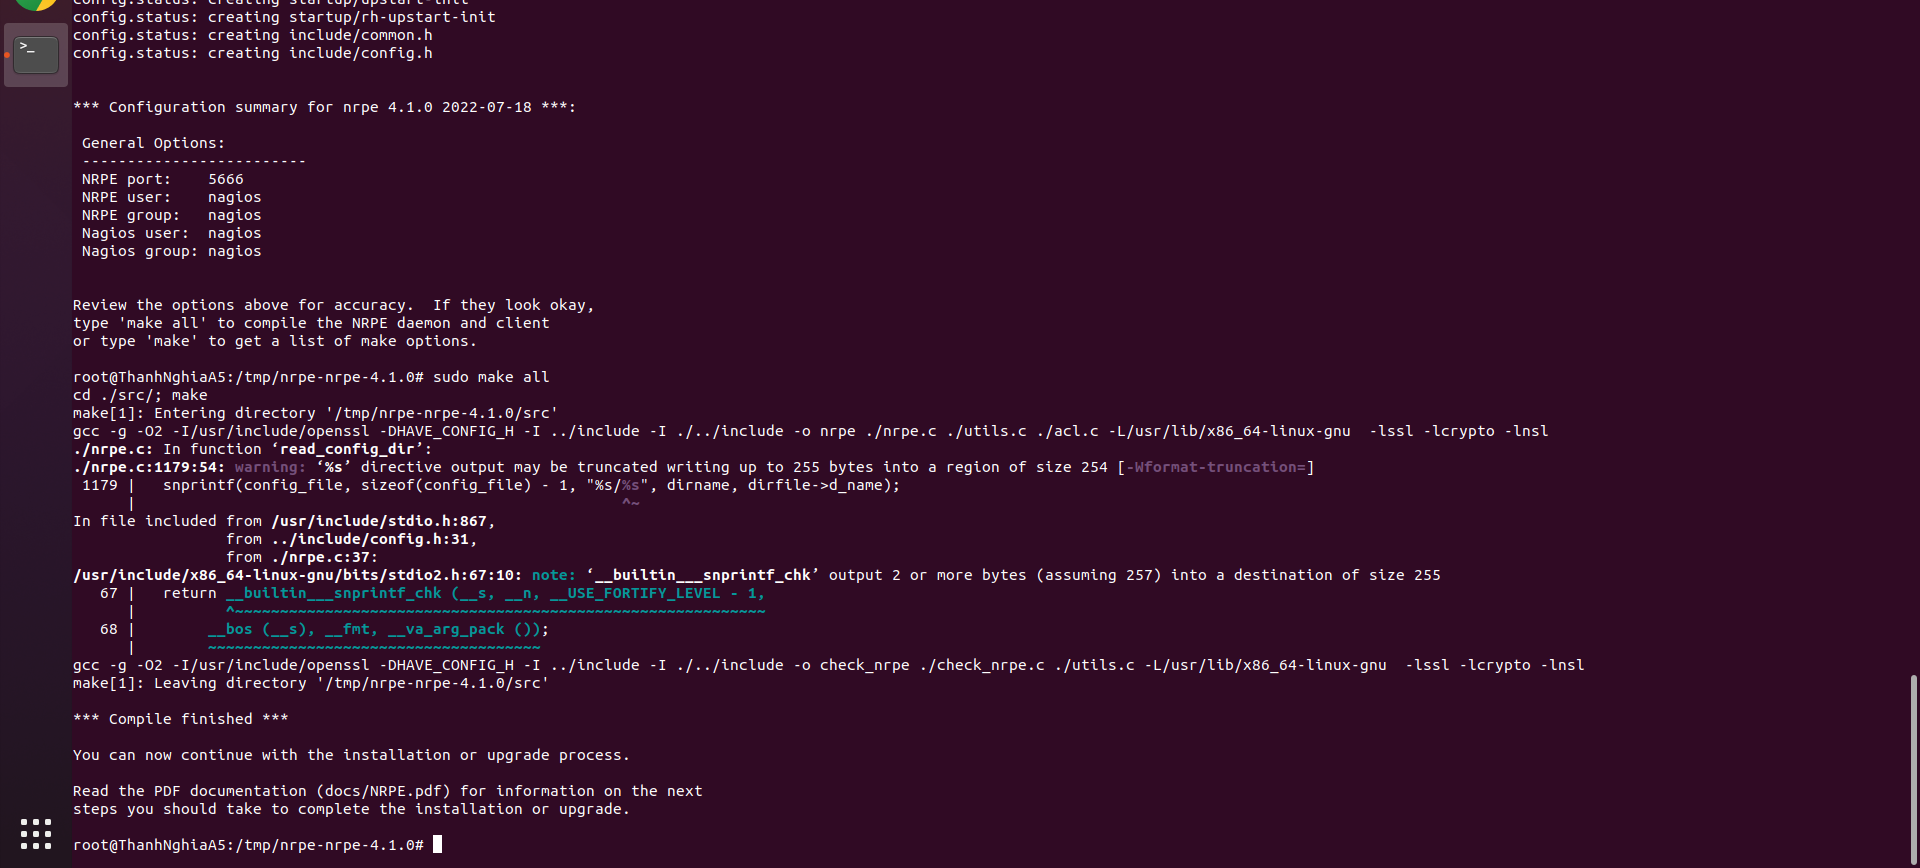 config.status: creating startup/upstart-init
config.status: creating startup/rh-upstart-init
config.status: creating include/common.h
config.status: creating include/config.h
*** Configuration summary for nrpe 4.1.0 2022-07-18 ***:
General Options:
-------------------------
NRPE port:    5666
NRPE user:    nagios
NRPE group:   nagios
Nagios user:  nagios
Nagios group: nagios
Review the options above for accuracy.  If they look okay,
type 'make all' to compile the NRPE daemon and client
or type 'make' to get a list of make options.
root@ThanhNghiaA5:/tmp/nrpe-nrpe-4.1.0# sudo make all
cd ./src/; make
make[1]: Entering directory '/tmp/nrpe-nrpe-4.1.0/src'
gcc -g -O2 -I/usr/include/openssl -DHAVE_CONFIG_H -I ../include -I ./../include -o nrpe ./nrpe.c ./utils.c ./acl.c -L/usr/lib/x86_64-linux-gnu  -lssl -lcrypto -lnsl
./nrpe.c: In function ‘read_config_dir’:
./nrpe.c:1179:54: warning: ‘%s’ directive output may be truncated writing up to 255 bytes into a region of size 254 [-Wformat-truncation=]
 1179 |   snprintf(config_file, sizeof(config_file) - 1, "%s/%s", dirname, dirfile->d_name);
      |                                                      ^~
In file included from /usr/include/stdio.h:867,
                 from ../include/config.h:31,
                 from ./nrpe.c:37:
/usr/include/x86_64-linux-gnu/bits/stdio2.h:67:10: note: ‘__builtin___snprintf_chk’ output 2 or more bytes (assuming 257) into a destination of size 255
   67 |   return __builtin___snprintf_chk (__s, __n, __USE_FORTIFY_LEVEL - 1,
      |          ^~~~~~~~~~~~~~~~~~~~~~~~~~~~~~~~~~~~~~~~~~~~~~~~~~~~~~~~~~~~
   68 |        __bos (__s), __fmt, __va_arg_pack ());
      |        ~~~~~~~~~~~~~~~~~~~~~~~~~~~~~~~~~~~~~
gcc -g -O2 -I/usr/include/openssl -DHAVE_CONFIG_H -I ../include -I ./../include -o check_nrpe ./check_nrpe.c ./utils.c -L/usr/lib/x86_64-linux-gnu  -lssl -lcrypto -lnsl
make[1]: Leaving directory '/tmp/nrpe-nrpe-4.1.0/src'
*** Compile finished ***
You can now continue with the installation or upgrade process.
Read the PDF documentation (docs/NRPE.pdf) for information on the next
steps you should take to complete the installation or upgrade.
root@ThanhNghiaA5:/tmp/nrpe-nrpe-4.1.0#